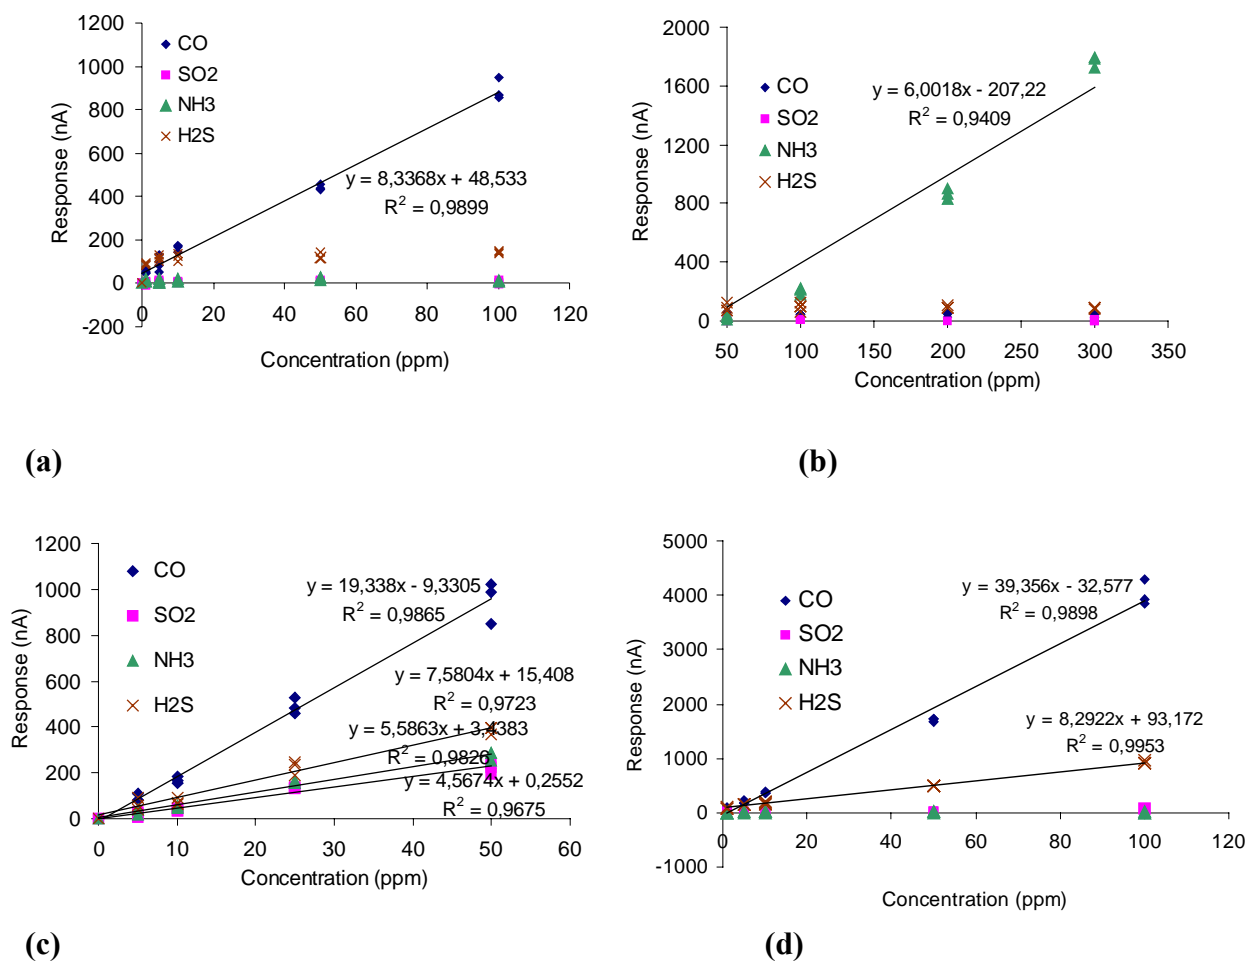 1200
1000
800
600
400
200
0
-200
Response (nA)
CO
SO2
NH3
H2S
y = 8,3368x + 48,533
R² = 0,9899
0 20 40 60 80 100 120
Concentration (ppm)
2000
1600
1200
800
400
0
Response (nA)
CO
SO2
NH3
H2S
y = 6,0018x - 207,22
R² = 0,9409
50 100 150 200 250 300 350
Concentration (ppm)
(a)
(b)
1200
1000
800
600
400
200
0
Response (nA)
CO
SO2
NH3
H2S
y = 19,338x - 9,3305
R² = 0,9865
y = 7,5804x + 15,408
R² = 0,9723
y = 5,5863x + 3,4383
R² = 0,9826
y = 4,5674x + 0,2552
R² = 0,9675
0 10 20 30 40 50 60
Concentration (ppm)
5000
4000
3000
2000
1000
0
-1000
Response (nA)
CO
SO2
NH3
H2S
y = 39,356x - 32,577
R² = 0,9898
y = 8,2922x + 93,172
R² = 0,9953
0 20 40 60 80 100 120
Concentration (ppm)
(c)
(d)